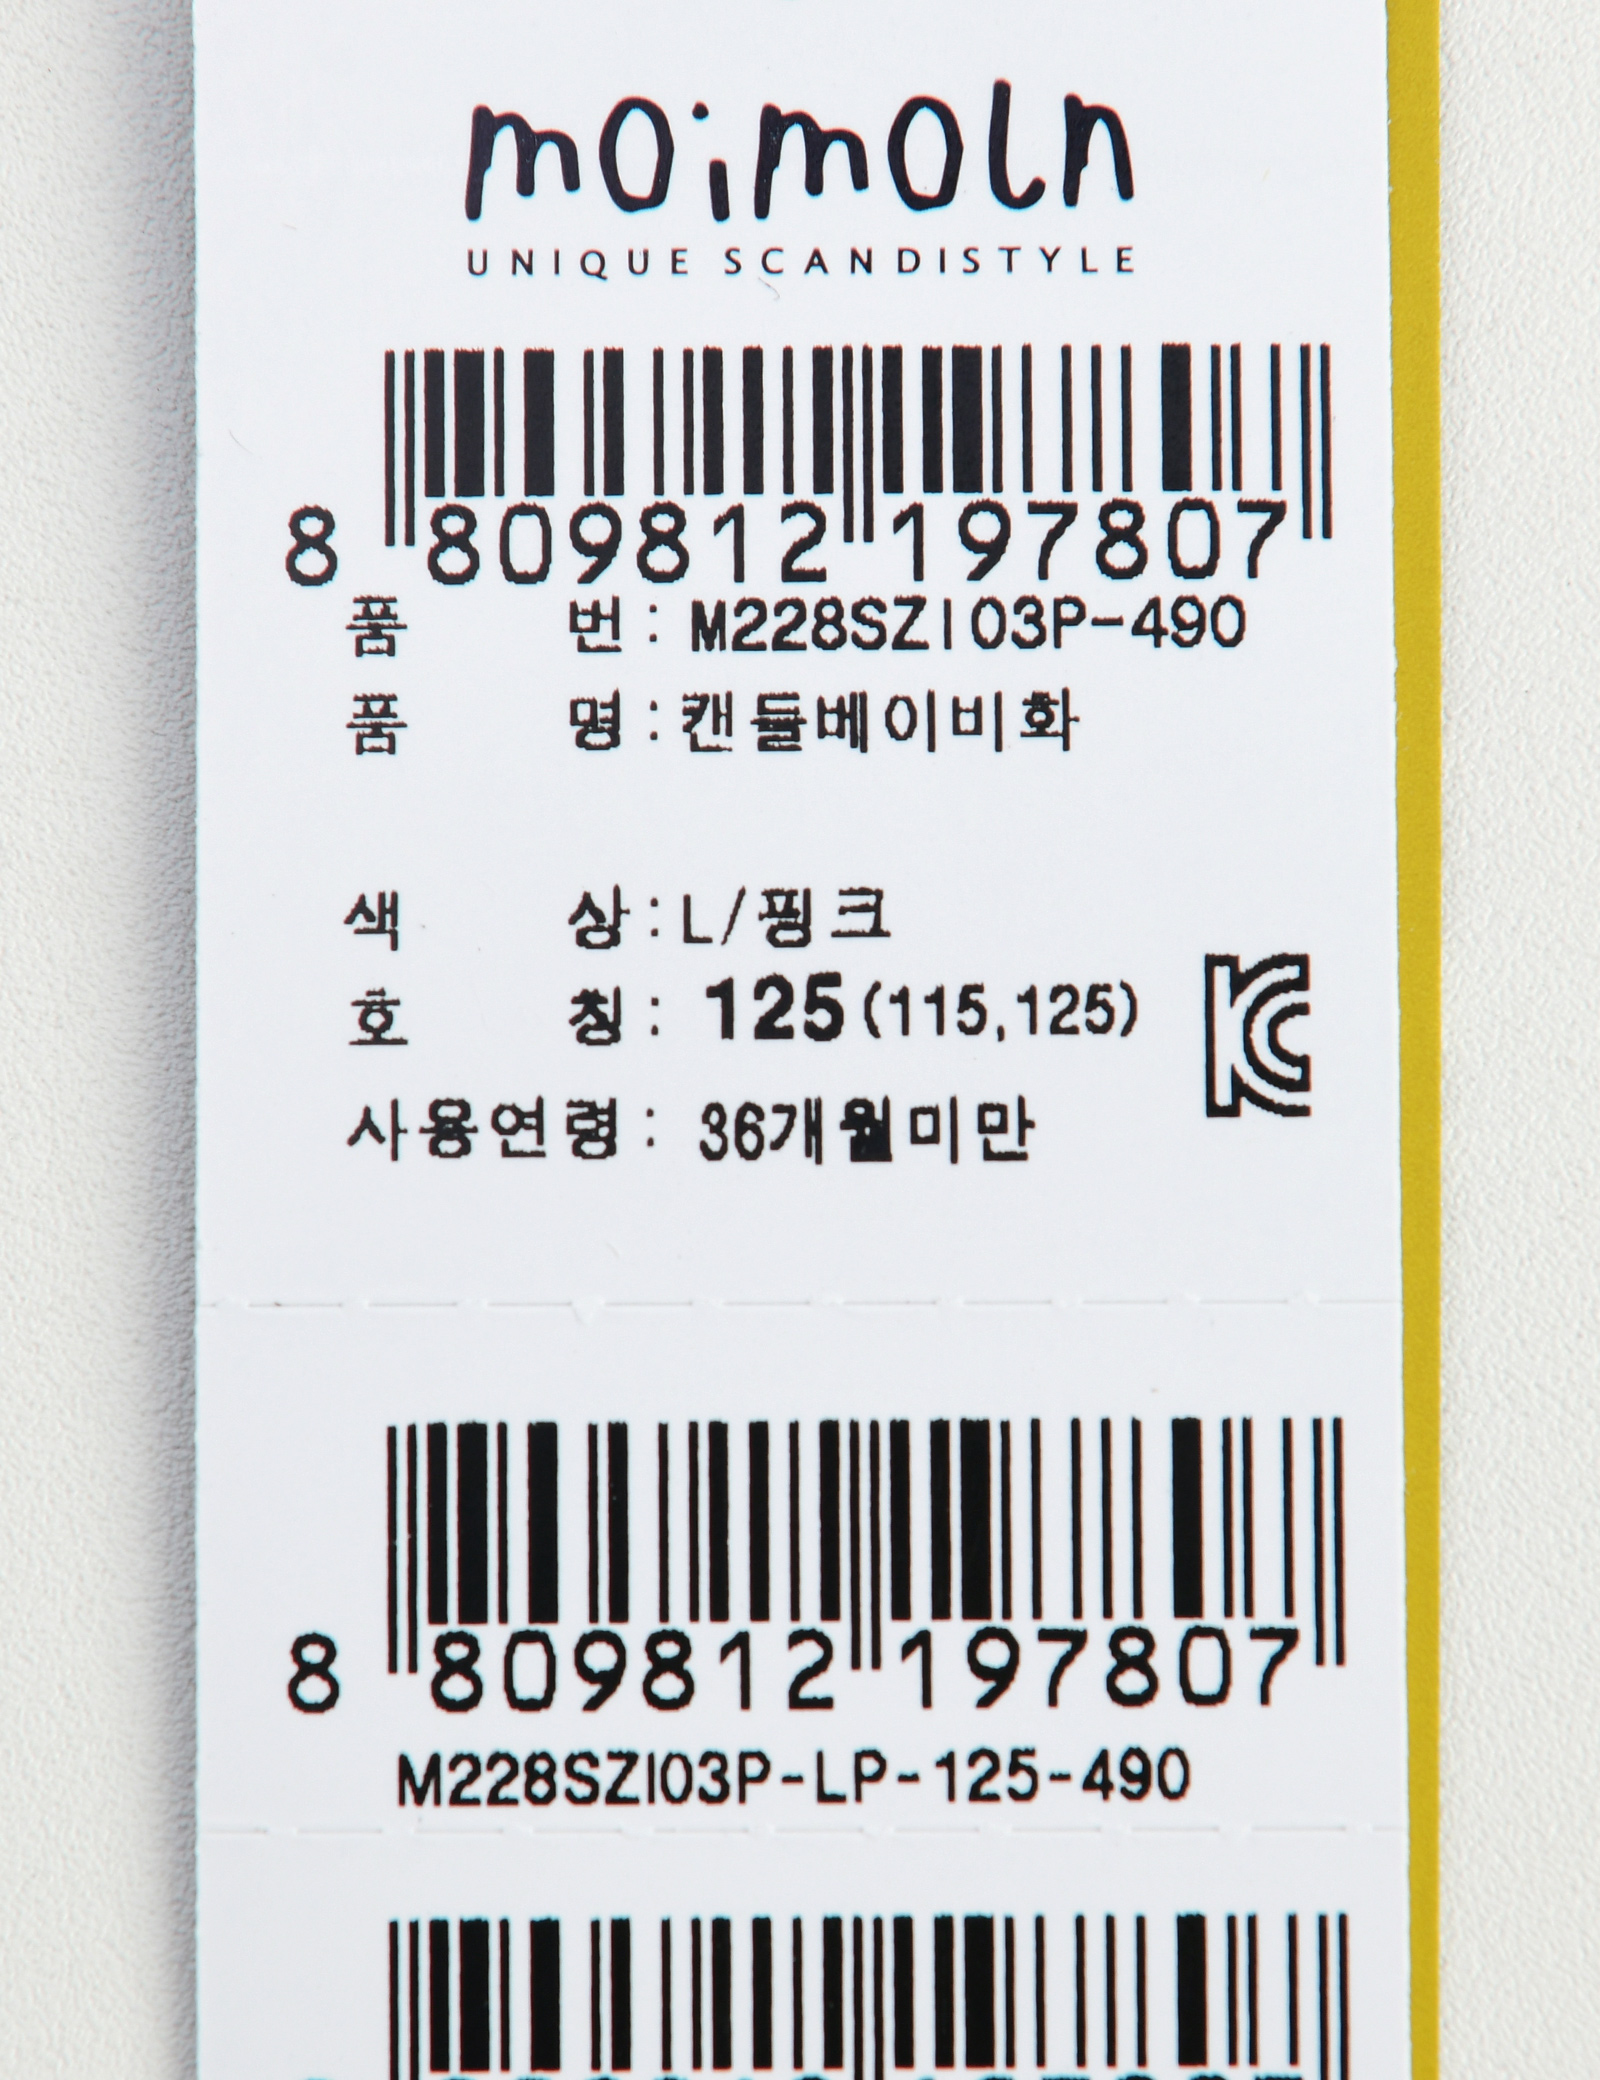 moimoln
UNIQUE SCANDISTYLE
8 809812 197807
품 번 : M228SZI03P-490
품 명 : 캔들베이비화
색 상 : L/핑크
호 칭 : 125(115,125)
사용연령 : 36개월미만
8 809812 197807
M228SZI03P-LP-125-490